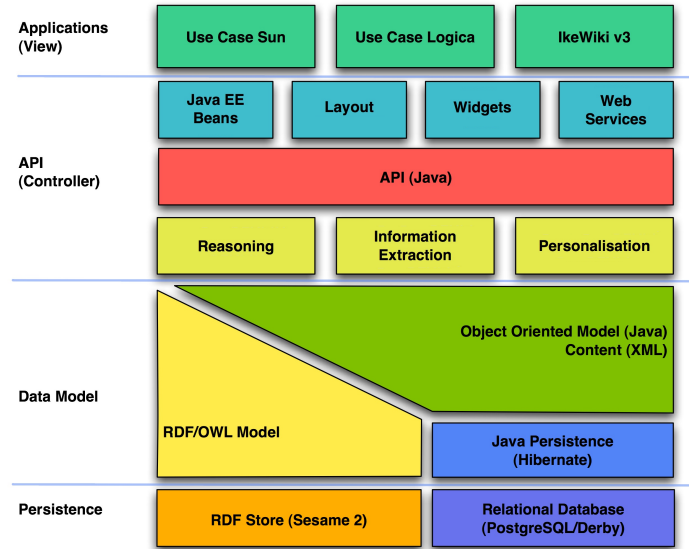 Applications
(View)
Use Case Sun
Use Case Logica
IkeWiki v3
Java EE
Beans
Layout
Widgets
Web
Services
API
(Controller)
API (Java)
Reasoning
Information
Extraction
Personalisation
Object Oriented Model (Java)
Content (XML)
Data Model
RDF/OWL Model
Java Persistence
(Hibernate)
Persistence
RDF Store (Sesame 2)
Relational Database
(PostgreSQL/Derby)